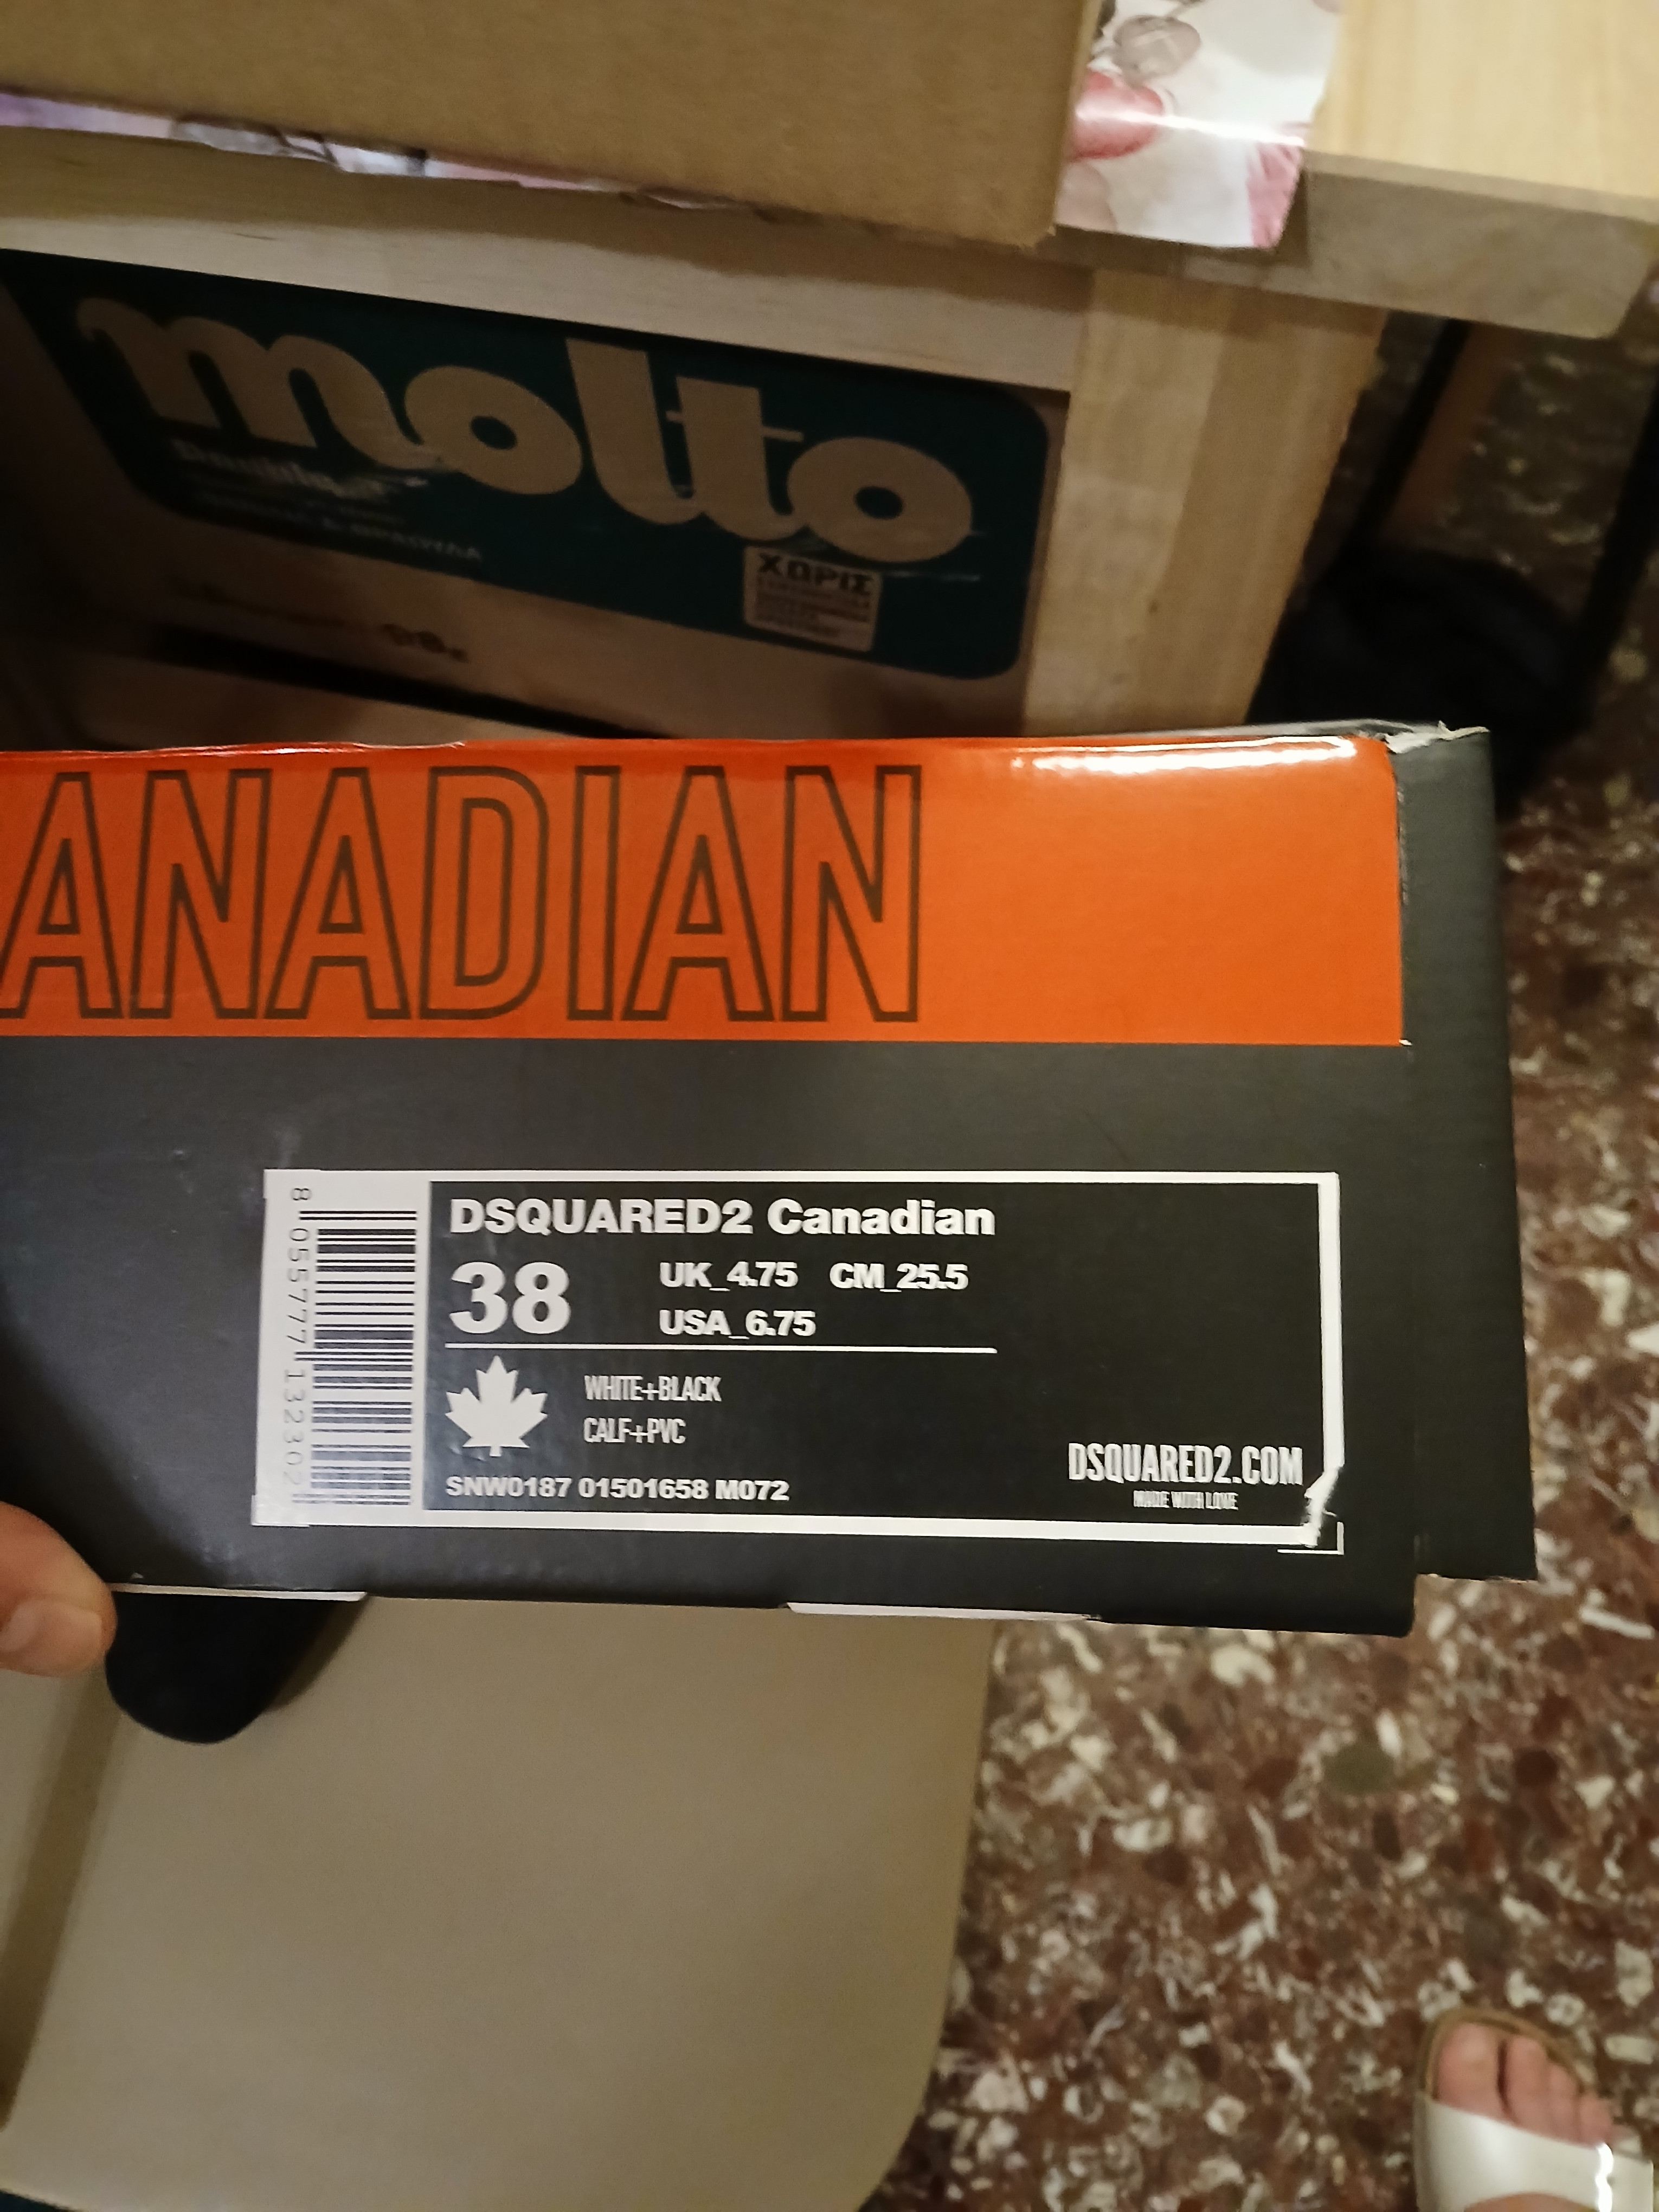 molto
ΧΩΡΙΣ
ANADIAN
8 055777 132302
DSQUARED2 Canadian
38
UK_4.75 CM_25.5
USA_6.75
WHITE+BLACK
CALF+PVC
SNW0187 01501658 M072
DSQUARED2.COM
MADE WITH LOVE